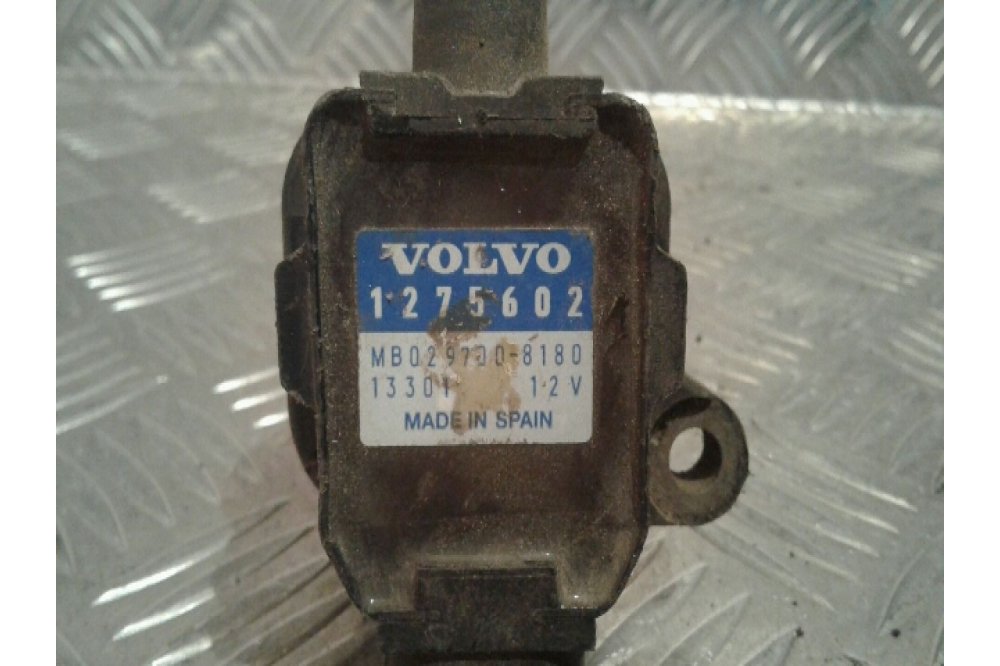 VOLVO
1275602
MB029700-8180
13301 12V
MADE IN SPAIN